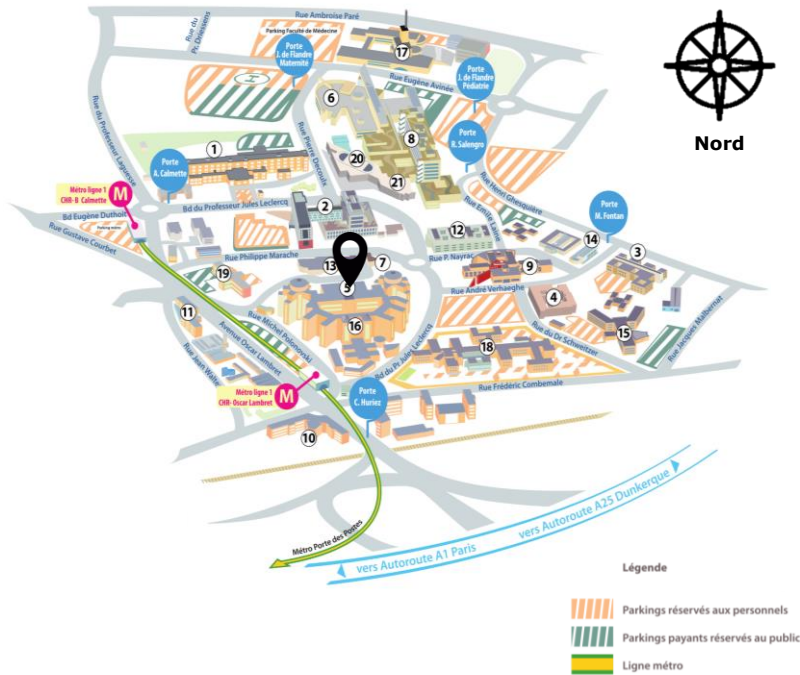 Rue Ambroise Paré
Rue du
Pr. Driessens
Parking Faculté de Médecine
17
Porte
J. de Flandre
Maternité
Porte
J. de Flandre
Pédiatrie
Rue Eugène Avinée
H
6
Nord
Rue du Professeur Laguesse
Rue Pierre Decoulx
8
Porte
R. Salengro
1
20
21
Porte
A. Calmette
Rue Henri Ghesquière
Métro ligne 1
CHR-B Calmette
M
Bd du Professeur Jules Leclercq
2
Rue Emile Laine
Porte
M. Fontan
Bd Eugène Duthoit
Rue Gustave Courbet
12
14
3
Rue Philippe Marache
13
7
Rue P. Nayrac
9
19
5
Rue André Verhaeghe
4
11
16
15
Rue Michel Polonovski
Avenue Oscar Lambret
Bd du Pr Jules Leclercq
18
Rue du Dr Schweitzer
Rue Jacques Malbernat
Rue Jean Walter
Métro ligne 1
CHR- Oscar Lambret
M
Rue Frédéric Combemale
Porte
C. Huriez
10
Métro Porte des Postes
vers Autoroute A1 Paris
vers Autoroute A25 Dunkerque
Légende
Parkings réservés aux personnels
Parkings payants réservés au public
Ligne métro